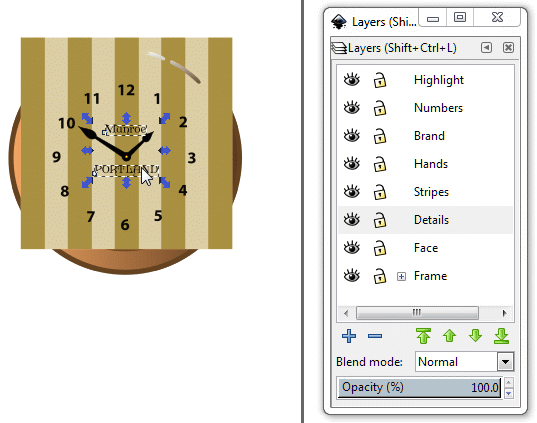 Layers (Shi...
Layers (Shift+Ctrl+L)
12
11
1
10
2
9
3
8
4
7
5
6
Monroe
PORTLAND
Highlight
Numbers
Brand
Hands
Stripes
Details
Face
Frame
Blend mode: Normal
Opacity (%) 100.0